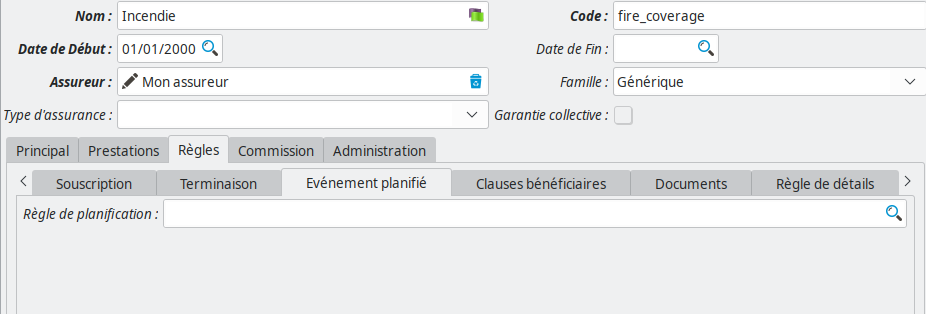 Nom : Incendie Code : fire_coverage
Date de Début : 01/01/2000 Date de Fin :
Assureur : Mon assureur Famille : Générique
Type d'assurance : Garantie collective :
Principal Prestations Règles Commission Administration
Souscription Terminaison Evénement planifié Clauses bénéficiaires Documents Règle de détails
Règle de planification :